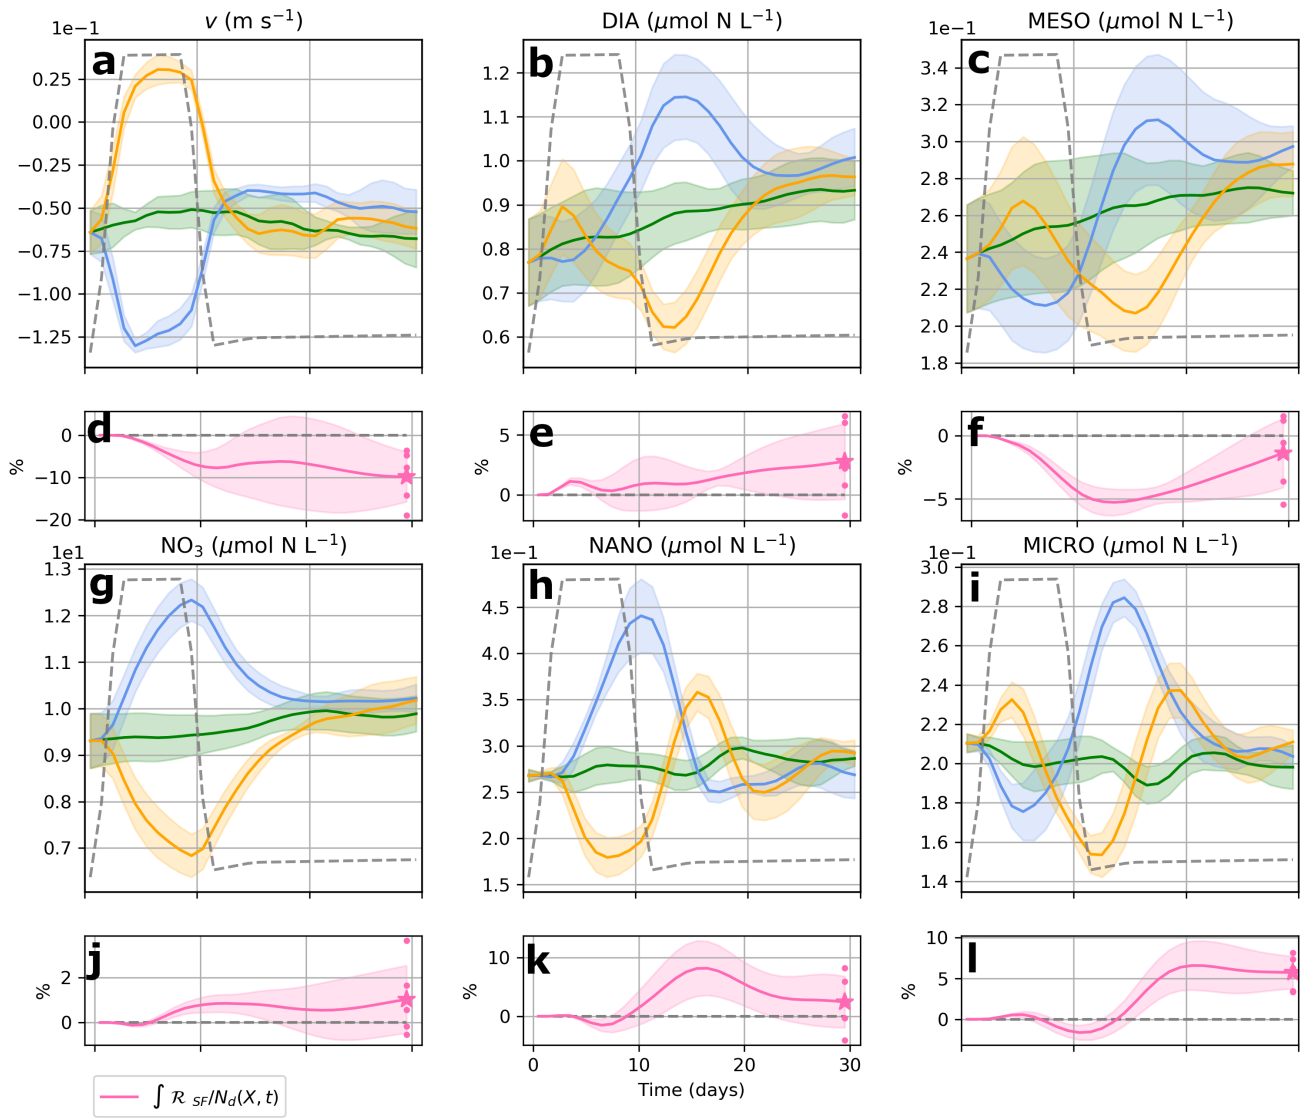 1e−1
v (m s⁻¹)
a
0.25
0.00
−0.25
−0.50
−0.75
−1.00
−1.25
DIA (μmol N L⁻¹)
b
1.2
1.1
1.0
0.9
0.8
0.7
0.6
1e−1
MESO (μmol N L⁻¹)
c
3.4
3.2
3.0
2.8
2.6
2.4
2.2
2.0
1.8
d
%
0
−10
−20
e
%
5
0
f
%
0
−5
1e1
NO₃ (μmol N L⁻¹)
g
1.3
1.2
1.1
1.0
0.9
0.8
0.7
1e−1
NANO (μmol N L⁻¹)
h
4.5
4.0
3.5
3.0
2.5
2.0
1.5
1e−1
MICRO (μmol N L⁻¹)
i
3.0
2.8
2.6
2.4
2.2
2.0
1.8
1.6
1.4
j
%
2
0
k
%
10
0
0 10 20 30
Time (days)
l
%
10
5
0
∫ ℛ SF/N_d(X, t)